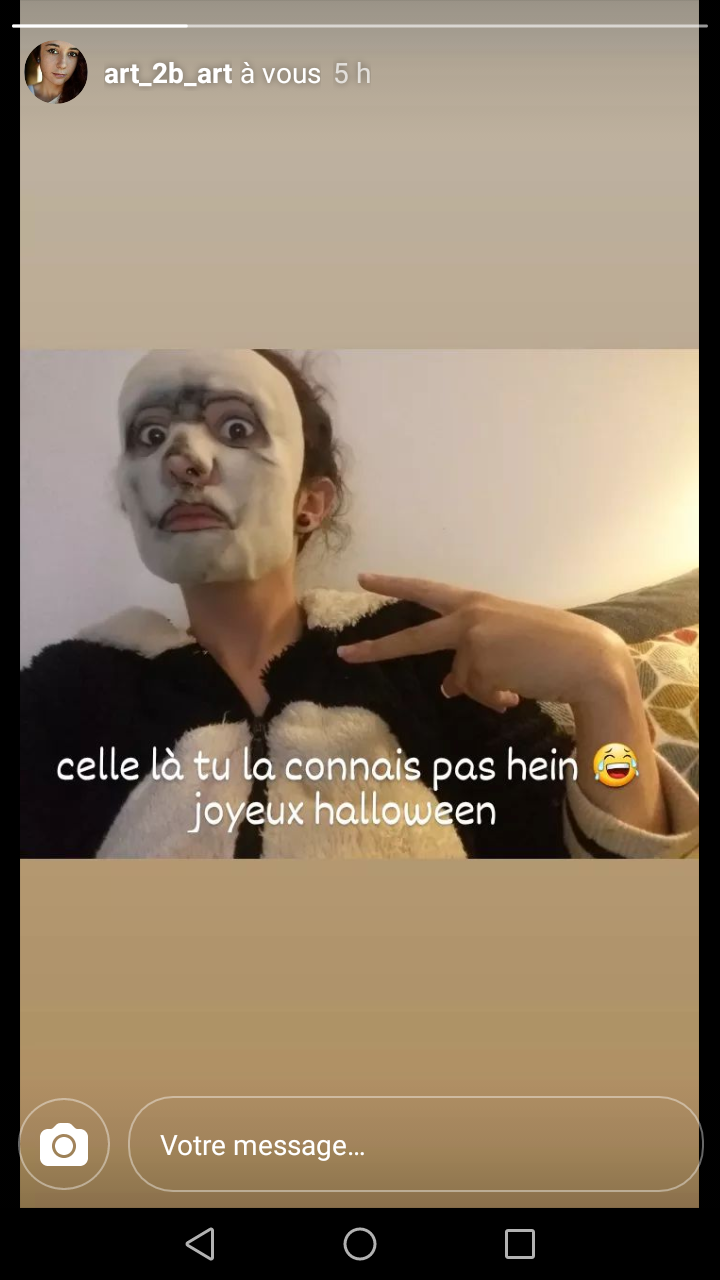 art_2b_art à vous 5 h
celle là tu la connais pas hein 😂
joyeux halloween
Votre message...